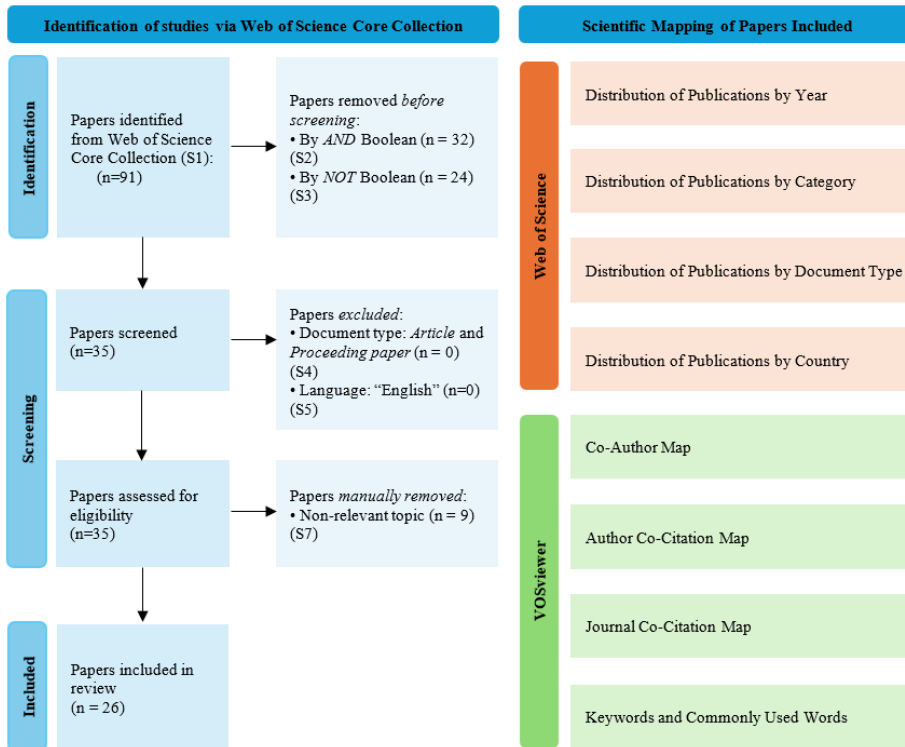 Identification of studies via Web of Science Core Collection
Identification
Papers identified
from Web of Science
Core Collection (S1):
(n=91)
Papers removed before
screening:
• By AND Boolean (n = 32)
(S2)
• By NOT Boolean (n = 24)
(S3)
Screening
Papers screened
(n=35)
Papers excluded:
• Document type: Article and
Proceeding paper (n = 0)
(S4)
• Language: “English” (n=0)
(S5)
Papers assessed for
eligibility
(n=35)
Papers manually removed:
• Non-relevant topic (n = 9)
(S7)
Included
Papers included in
review
(n = 26)
Scientific Mapping of Papers Included
Web of Science
Distribution of Publications by Year
Distribution of Publications by Category
Distribution of Publications by Document Type
Distribution of Publications by Country
VOSviewer
Co-Author Map
Author Co-Citation Map
Journal Co-Citation Map
Keywords and Commonly Used Words